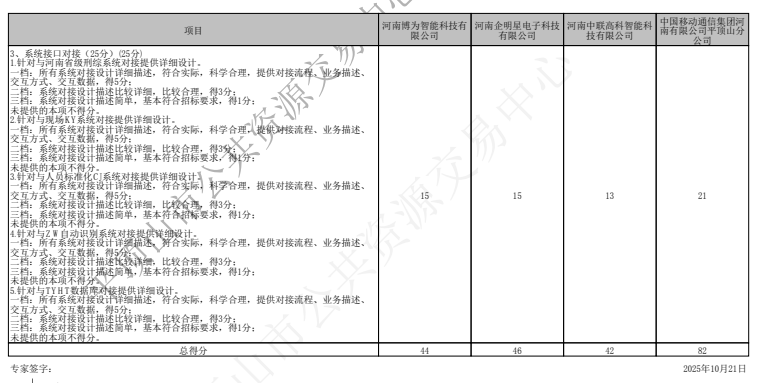 项目
河南博为智能科技有
限公司
河南企明星电子科技
有限公司
河南中联高科智能科
技有限公司
中国移动通信集团河
南有限公司平顶山分
公司
3、系统接口对接（25分）(25分)
1.针对与河南省级刑综系统对接提供详细设计。
一档：所有系统对接设计详细描述，符合实际，科学合理，提供对接流程、业务描述、
交互方式、交互数据，得5分；
二档：系统对接设计描述比较详细，比较合理，得3分；
三档：系统对接设计描述简单，基本符合招标要求，得1分；
未提供的本项不得分。
2.针对与现场KY系统对接提供详细设计。
一档：所有系统对接设计详细描述，符合实际，科学合理，提供对接流程、业务描述、
交互方式、交互数据，得5分；
二档：系统对接设计描述比较详细，比较合理，得3分；
三档：系统对接设计描述简单，基本符合招标要求，得1分；
未提供的本项不得分。
3.针对与人员标准化CJ系统对接提供详细设计。
一档：所有系统对接设计详细描述，符合实际，科学合理，提供对接流程、业务描述、
交互方式、交互数据，得5分；
二档：系统对接设计描述比较详细，比较合理，得3分；
三档：系统对接设计描述简单，基本符合招标要求，得1分；
未提供的本项不得分。
4.针对与ZW自动识别系统对接提供详细设计。
一档：所有系统对接设计详细描述，符合实际，科学合理，提供对接流程、业务描述、
交互方式、交互数据，得5分；
二档：系统对接设计描述比较详细，比较合理，得3分；
三档：系统对接设计描述简单，基本符合招标要求，得1分；
未提供的本项不得分。
5.针对与TYHT数据库对接提供详细设计。
一档：所有系统对接设计详细描述，符合实际，科学合理，提供对接流程、业务描述、
交互方式、交互数据，得5分；
二档：系统对接设计描述比较详细，比较合理，得3分；
三档：系统对接设计描述简单，基本符合招标要求，得1分；
未提供的本项不得分。
15
15
13
21
总得分
44
46
42
82
专家签字：
2025年10月21日
平顶山市公共资源交易中心
山市公共资源交易中心